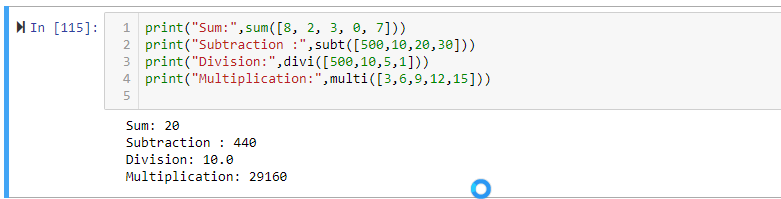 In [115]:
1 print("Sum:",sum([8, 2, 3, 0, 7]))
2 print("Subtraction :",subt([500,10,20,30]))
3 print("Division:",divi([500,10,5,1]))
4 print("Multiplication:",multi([3,6,9,12,15]))
5
Sum: 20
Subtraction : 440
Division: 10.0
Multiplication: 29160